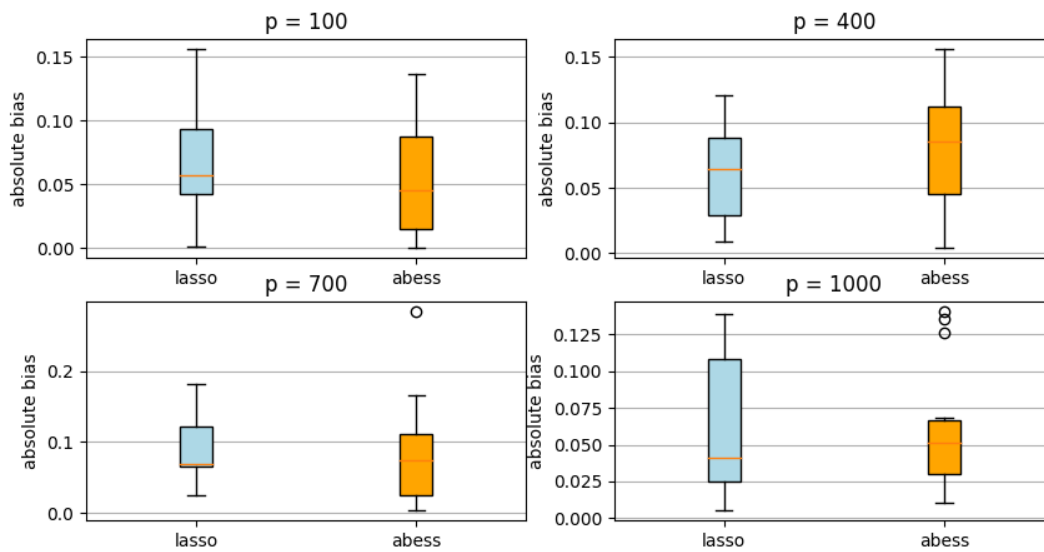 p = 100
absolute bias
0.15
0.10
0.05
0.00
lasso
abess
p = 400
absolute bias
0.15
0.10
0.05
0.00
lasso
abess
p = 700
absolute bias
0.2
0.1
0.0
lasso
abess
p = 1000
absolute bias
0.125
0.100
0.075
0.050
0.025
0.000
lasso
abess